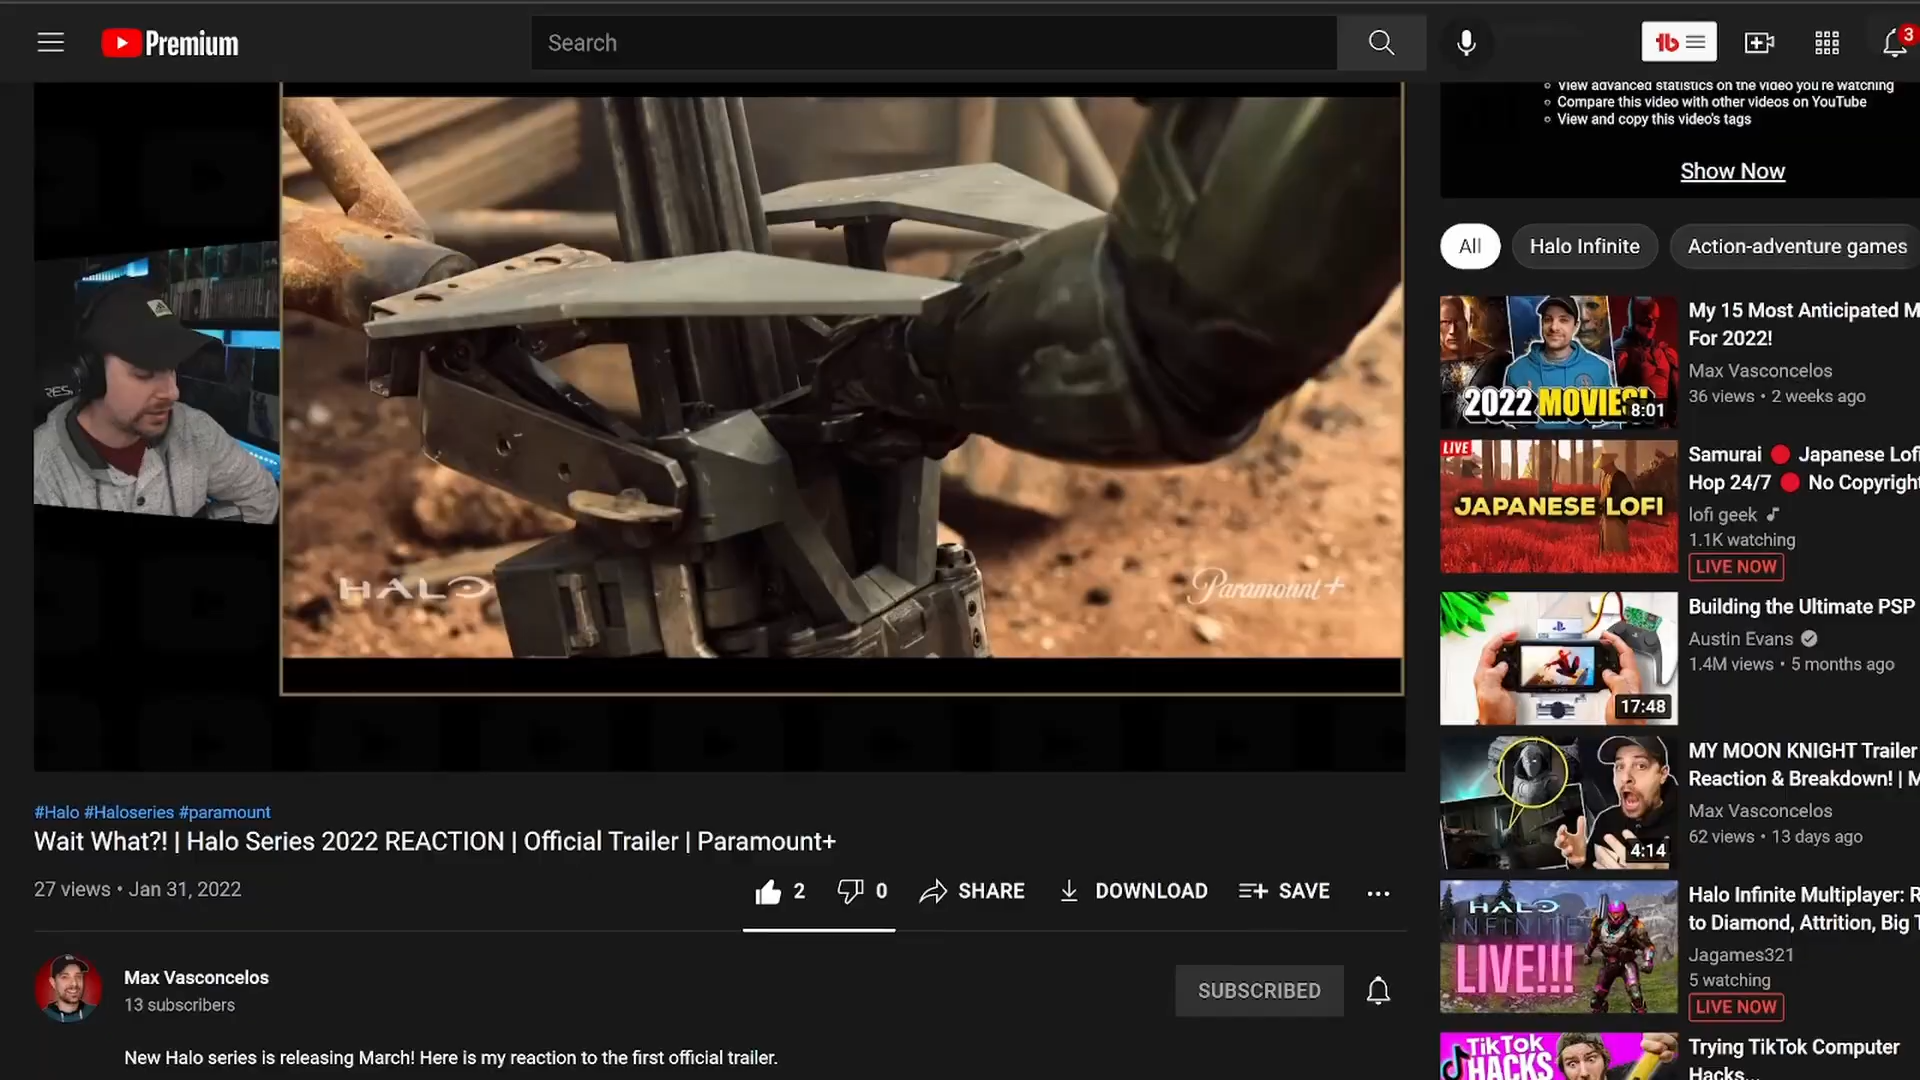 Premium
Search
3
View advanced statistics on the video you're watching
Compare this video with other videos on YouTube
View and copy this video's tags
Show Now
All
Halo Infinite
Action-adventure games
HALO
Paramount+
#Halo #Haloseries #paramount
Wait What?! | Halo Series 2022 REACTION | Official Trailer | Paramount+
27 views • Jan 31, 2022
2
0
SHARE
DOWNLOAD
SAVE
Max Vasconcelos
13 subscribers
SUBSCRIBED
New Halo series is releasing March! Here is my reaction to the first official trailer.
2022 MOVIES!
8:01
My 15 Most Anticipated M
For 2022!
Max Vasconcelos
36 views • 2 weeks ago
LIVE
JAPANESE LOFI
Samurai 🔴 Japanese Lofi
Hop 24/7 🔴 No Copyright
lofi geek
1.1K watching
LIVE NOW
17:48
Building the Ultimate PSP
Austin Evans
1.4M views • 5 months ago
4:14
MY MOON KNIGHT Trailer
Reaction & Breakdown! | M
Max Vasconcelos
62 views • 13 days ago
HALO
INFINITE
LIVE!!!
Halo Infinite Multiplayer: R
to Diamond, Attrition, Big T
Jagames321
5 watching
LIVE NOW
TikTok
HACKS
Trying TikTok Computer
Hacks...